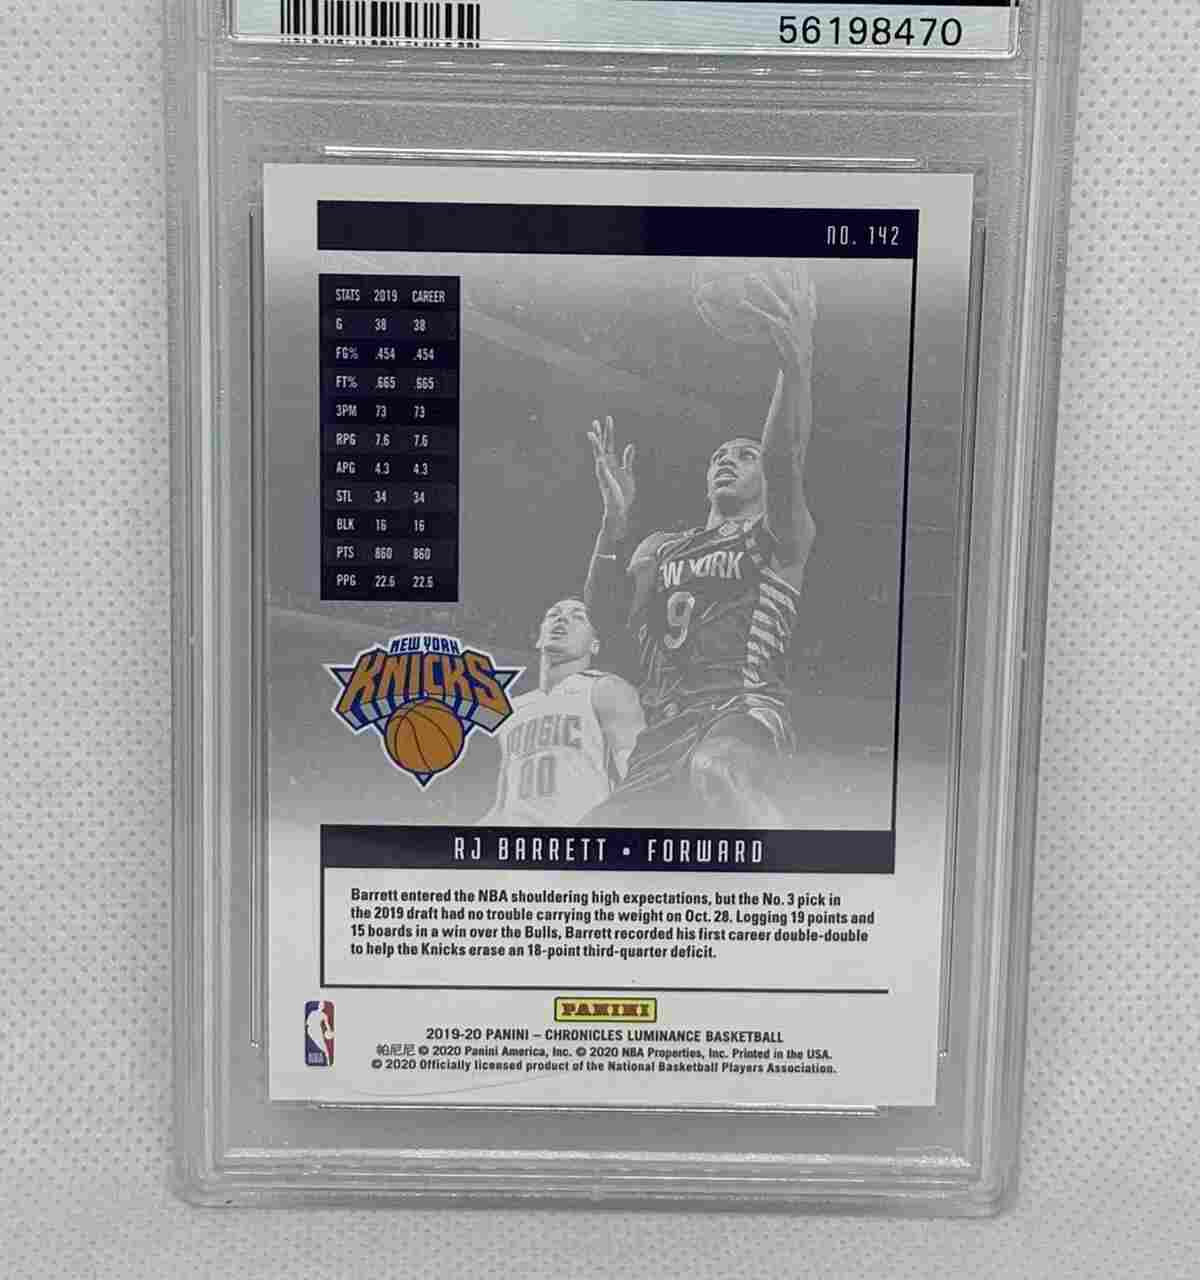 56198470
NO. 142
STATS 2019 CAREER
G 38 38
FG% .454 .454
FT% .665 .665
3PM 73 73
RPG 7.6 7.6
APG 4.3 4.3
STL 34 34
BLK 16 16
PTS 860 860
PPG 22.6 22.6
W YORK
9
NEW YORK
KNICKS
MAGIC
00
RJ BARRETT • FORWARD
Barrett entered the NBA shouldering high expectations, but the No. 3 pick in
the 2019 draft had no trouble carrying the weight on Oct. 28. Logging 19 points and
15 boards in a win over the Bulls, Barrett recorded his first career double-double
to help the Knicks erase an 18-point third-quarter deficit.
PANINI
NBA
2019-20 PANINI – CHRONICLES LUMINANCE BASKETBALL
帕尼尼 © 2020 Panini America, Inc. © 2020 NBA Properties, Inc. Printed in the USA.
© 2020 Officially licensed product of the National Basketball Players Association.